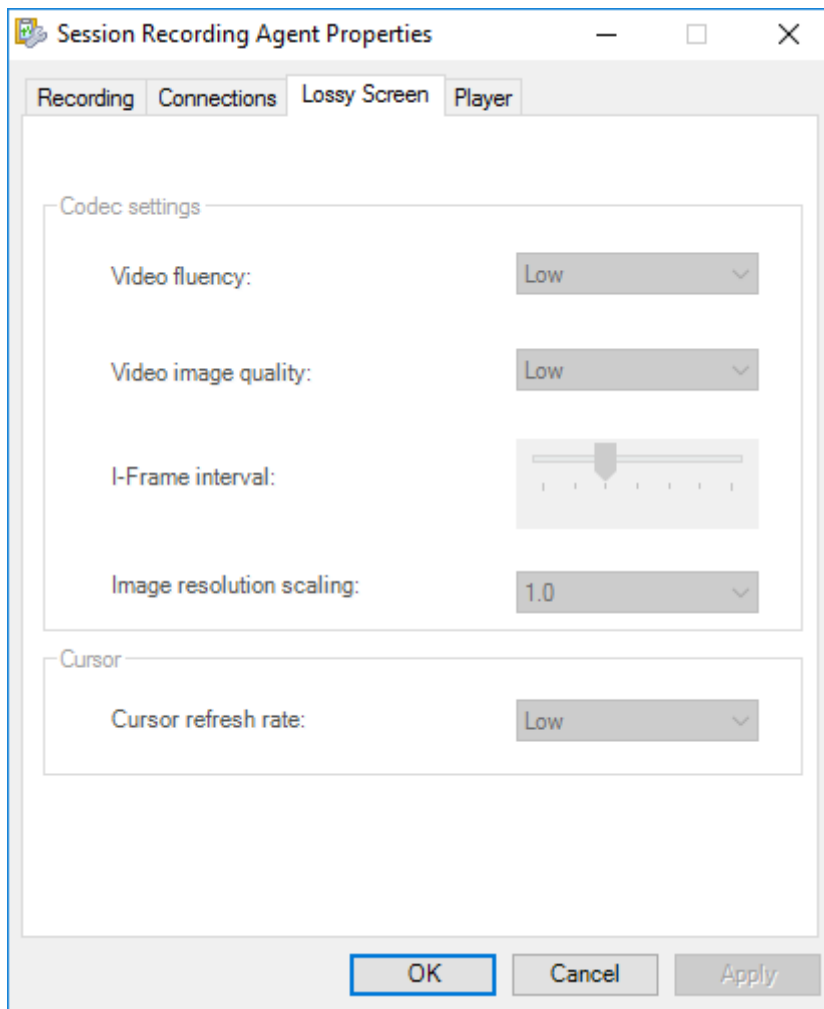 Session Recording Agent Properties
Recording Connections Lossy Screen Player
Codec settings
Video fluency: Low
Video image quality: Low
I-Frame interval:
Image resolution scaling: 1.0
Cursor
Cursor refresh rate: Low
OK Cancel Apply